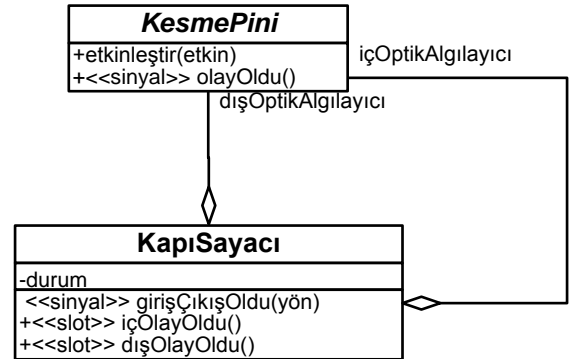 KesmePini
+etkinleştir(etkin)
+<<sinyal>> olayOldu()
içOptikAlgılayıcı
dışOptikAlgılayıcı
KapıSayacı
-durum
<<sinyal>> girişÇıkışOldu(yön)
+<<slot>> içOlayOldu()
+<<slot>> dışOlayOldu()